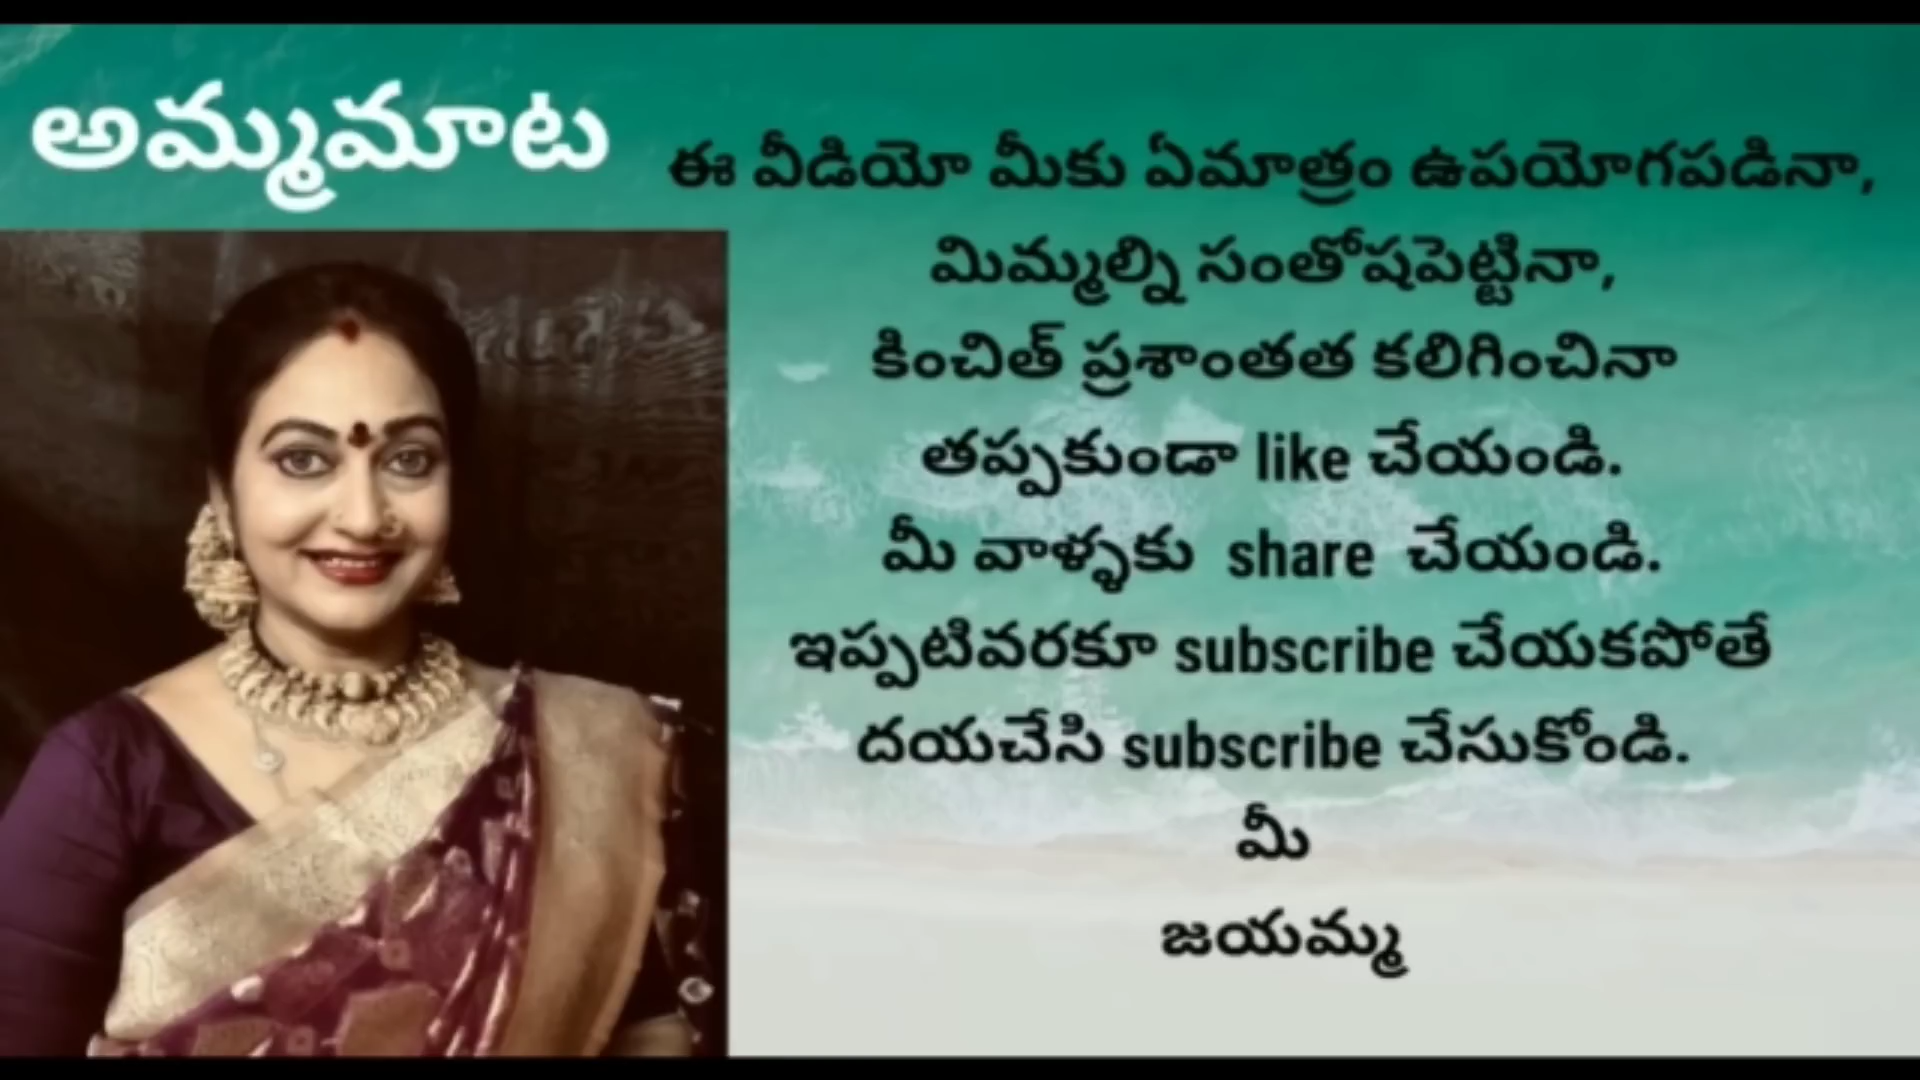 అమ్మమాట
ఈ వీడియో మీకు ఏమాత్రం ఉపయోగపడినా,
మిమ్మల్ని సంతోషపెట్టినా,
కించిత్ ప్రశాంతత కలిగించినా
తప్పకుండా like చేయండి.
మీ వాళ్ళకు share చేయండి.
ఇప్పటివరకూ subscribe చేయకపోతే
దయచేసి subscribe చేసుకోండి.
మీ
జయమ్మ